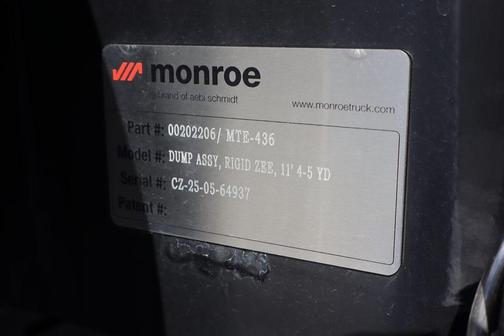 monroe
a brand of aebi schmidt
www.monroetruck.com
Part #: 00202206/ MTE-436
Model #: DUMP ASSY, RIGID ZEE, 11' 4-5 YD
Serial #: CZ-25-05-64937
Patent #: